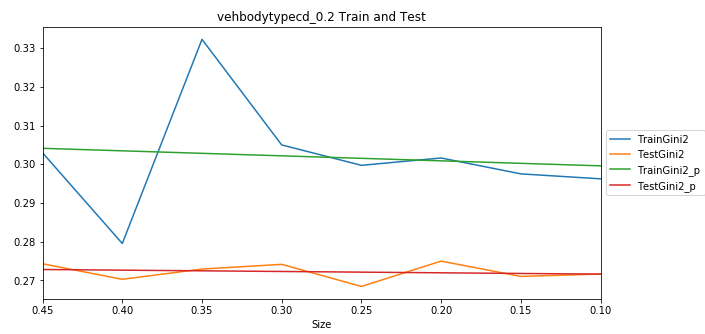 vehbodytypecd_0.2 Train and Test
0.33
0.32
0.31
0.30
0.29
0.28
0.27
TrainGini2
TestGini2
TrainGini2_p
TestGini2_p
0.45 0.40 0.35 0.30 0.25 0.20 0.15 0.10
Size